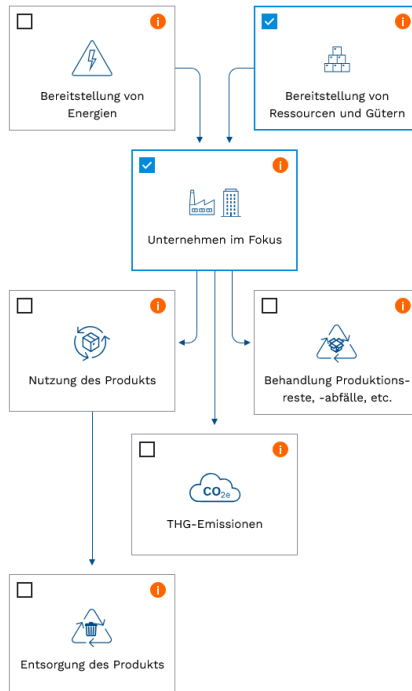 i
i
Bereitstellung von
Energien
Bereitstellung von
Ressourcen und Gütern
i
Unternehmen im Fokus
i
i
Nutzung des Produkts
Behandlung Produktions-
reste, -abfälle, etc.
i
CO2e
THG-Emissionen
i
Entsorgung des Produkts